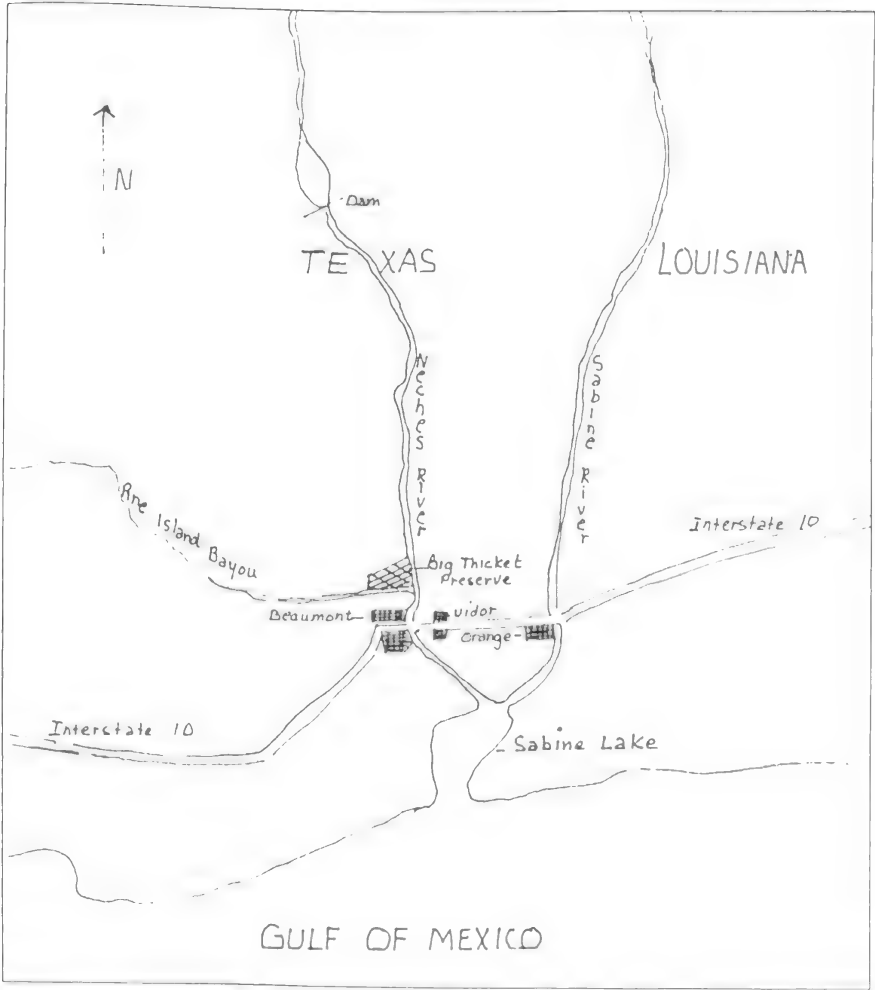 N
Dam
TEXAS
LOUISIANA
Neches River
Sabine River
Pine Island Bayou
Interstate 10
Big Thicket
Preserve
Beaumont
Vidor
Orange
Interstate 10
Sabine Lake
GULF OF MEXICO